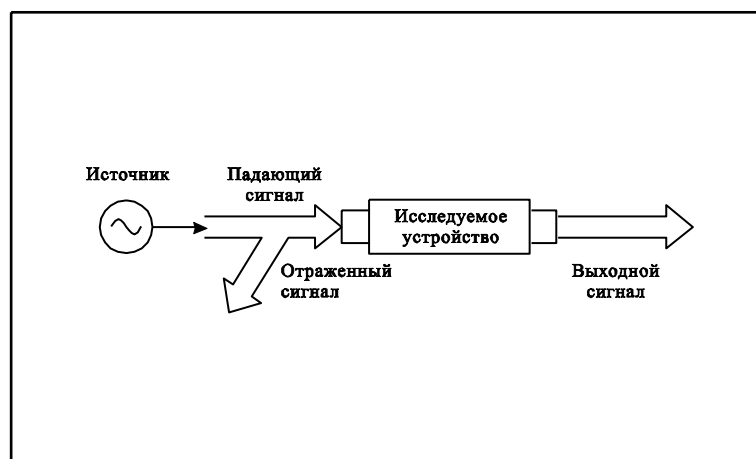 Источник
Падающий
сигнал
Исследуемое
устройство
Отраженный
сигнал
Выходной
сигнал